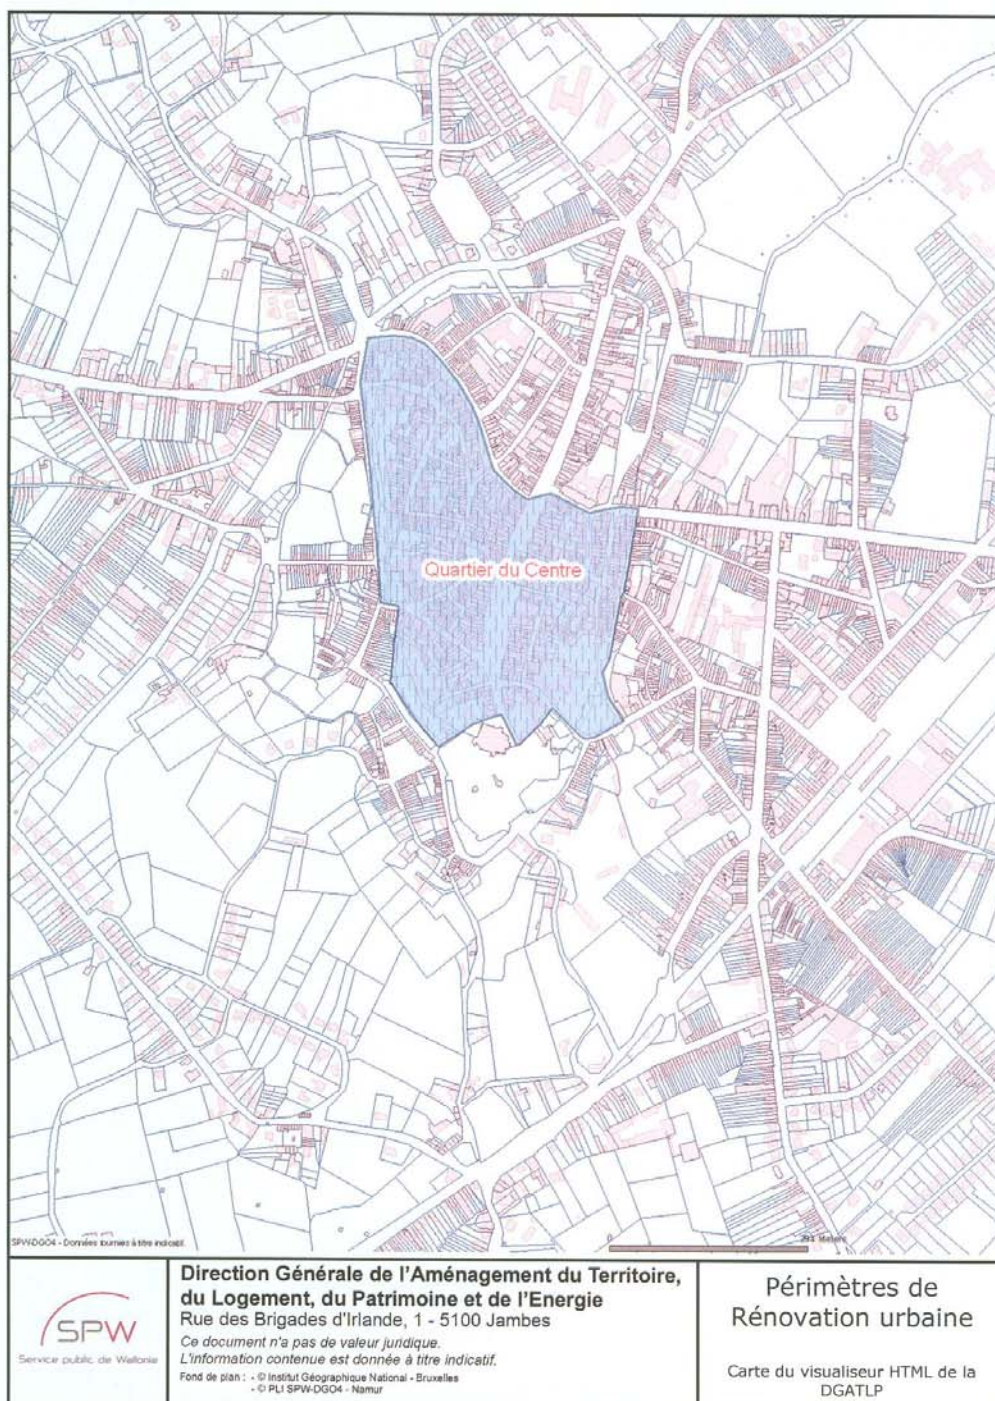 Quartier du Centre
SPW-DGO4 - Données fournies à titre indicatif.
0
Meters
SPW
Service public de Wallonie
Direction Générale de l'Aménagement du Territoire,
du Logement, du Patrimoine et de l'Energie
Rue des Brigades d'Irlande, 1 - 5100 Jambes
Ce document n'a pas de valeur juridique.
L'information contenue est donnée à titre indicatif.
Fond de plan : - © Institut Géographique National - Bruxelles
- © PLI SPW-DGO4 - Namur
Périmètres de
Rénovation urbaine
Carte du visualiseur HTML de la
DGATLP